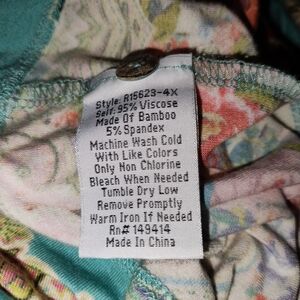 Style: R15623-4X
Self: 95% Viscose
Made Of Bamboo
5% Spandex
Machine Wash Cold
With Like Colors
Only Non Chlorine
Bleach When Needed
Tumble Dry Low
Remove Promptly
Warm Iron If Needed
Rn# 149414
Made In China